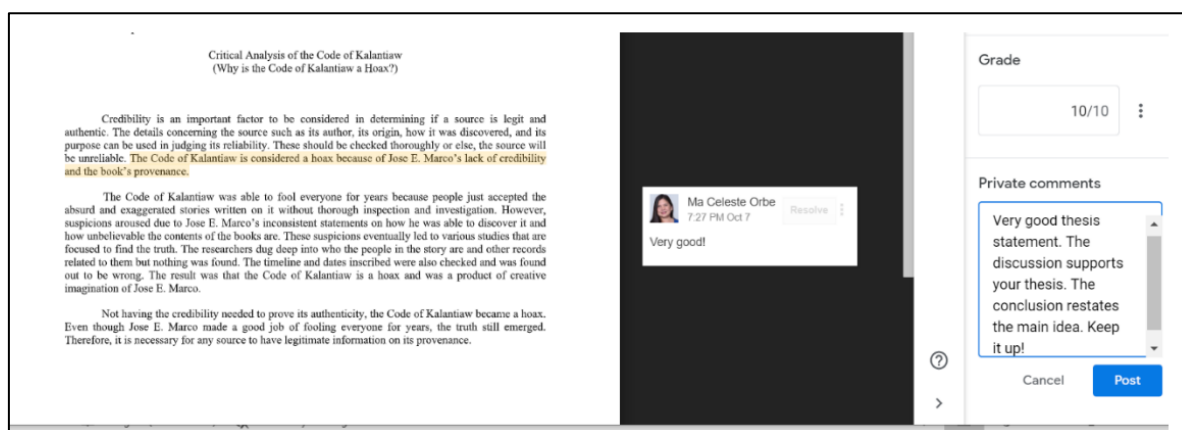 Critical Analysis of the Code of Kalantiaw
(Why is the Code of Kalantiaw a Hoax?)
Credibility is an important factor to be considered in determining if a source is legit and
authentic. The details concerning the source such as its author, its origin, how it was discovered, and its
purpose can be used in judging its reliability. These should be checked thoroughly or else, the source will
be unreliable. The Code of Kalantiaw is considered a hoax because of Jose E. Marco's lack of credibility
and the book's provenance.
The Code of Kalantiaw was able to fool everyone for years because people just accepted the
absurd and exaggerated stories written on it without thorough inspection and investigation. However,
suspicions aroused due to Jose E. Marco's inconsistent statements on how he was able to discover it and
how unbelievable the contents of the books are. These suspicions eventually led to various studies that are
focused to find the truth. The researchers dug deep into who the people in the story are and other records
related to them but nothing was found. The timeline and dates inscribed were also checked and was found
out to be wrong. The result was that the Code of Kalantiaw is a hoax and was a product of creative
imagination of Jose E. Marco.
Not having the credibility needed to prove its authenticity, the Code of Kalantiaw became a hoax.
Even though Jose E. Marco made a good job of fooling everyone for years, the truth still emerged.
Therefore, it is necessary for any source to have legitimate information on its provenance.
Ma Celeste Orbe
7:27 PM Oct 7
Resolve
Very good!
Grade
10/10
Private comments
Very good thesis
statement. The
discussion supports
your thesis. The
conclusion restates
the main idea. Keep
it up!
Cancel
Post